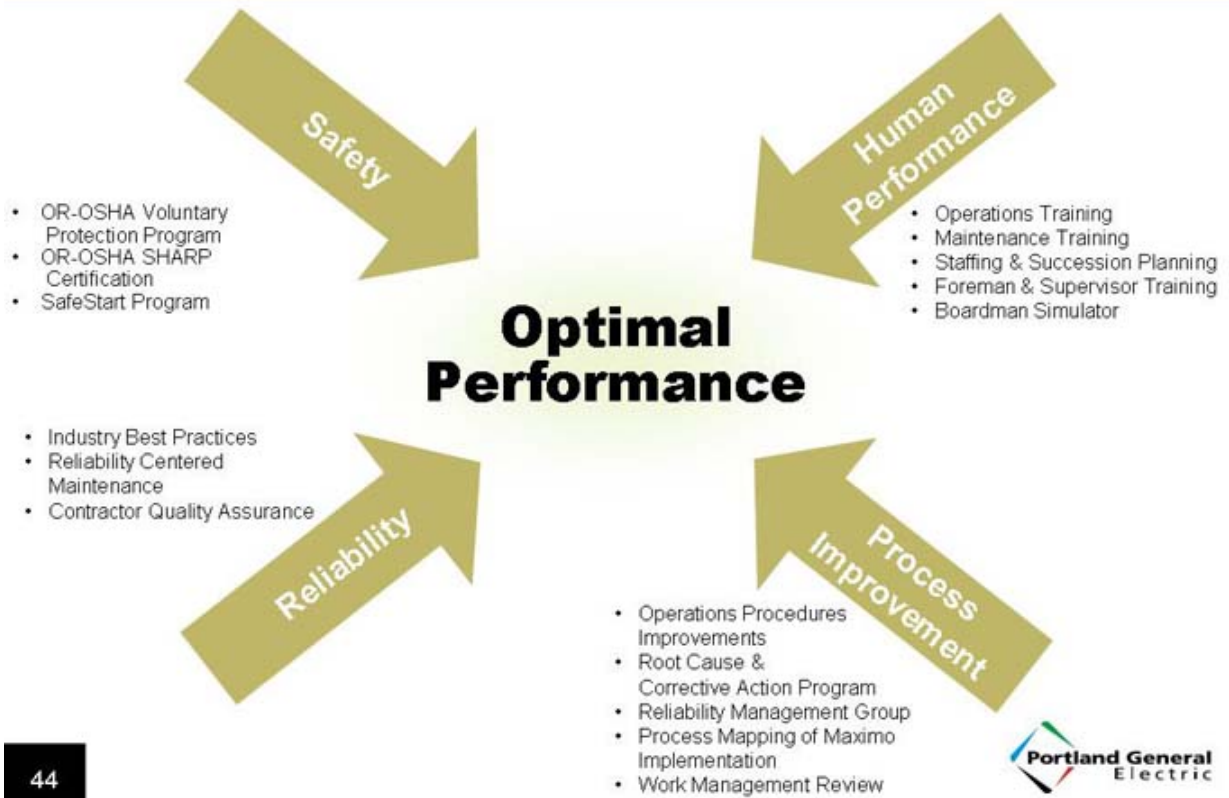 Safety
• OR-OSHA Voluntary
Protection Program
• OR-OSHA SHARP
Certification
• SafeStart Program
Human
Performance
• Operations Training
• Maintenance Training
• Staffing & Succession Planning
• Foreman & Supervisor Training
• Boardman Simulator
Optimal
Performance
• Industry Best Practices
• Reliability Centered
Maintenance
• Contractor Quality Assurance
Reliability
Process
Improvement
• Operations Procedures
Improvements
• Root Cause &
Corrective Action Program
• Reliability Management Group
• Process Mapping of Maximo
Implementation
• Work Management Review
44
Portland General
Electric